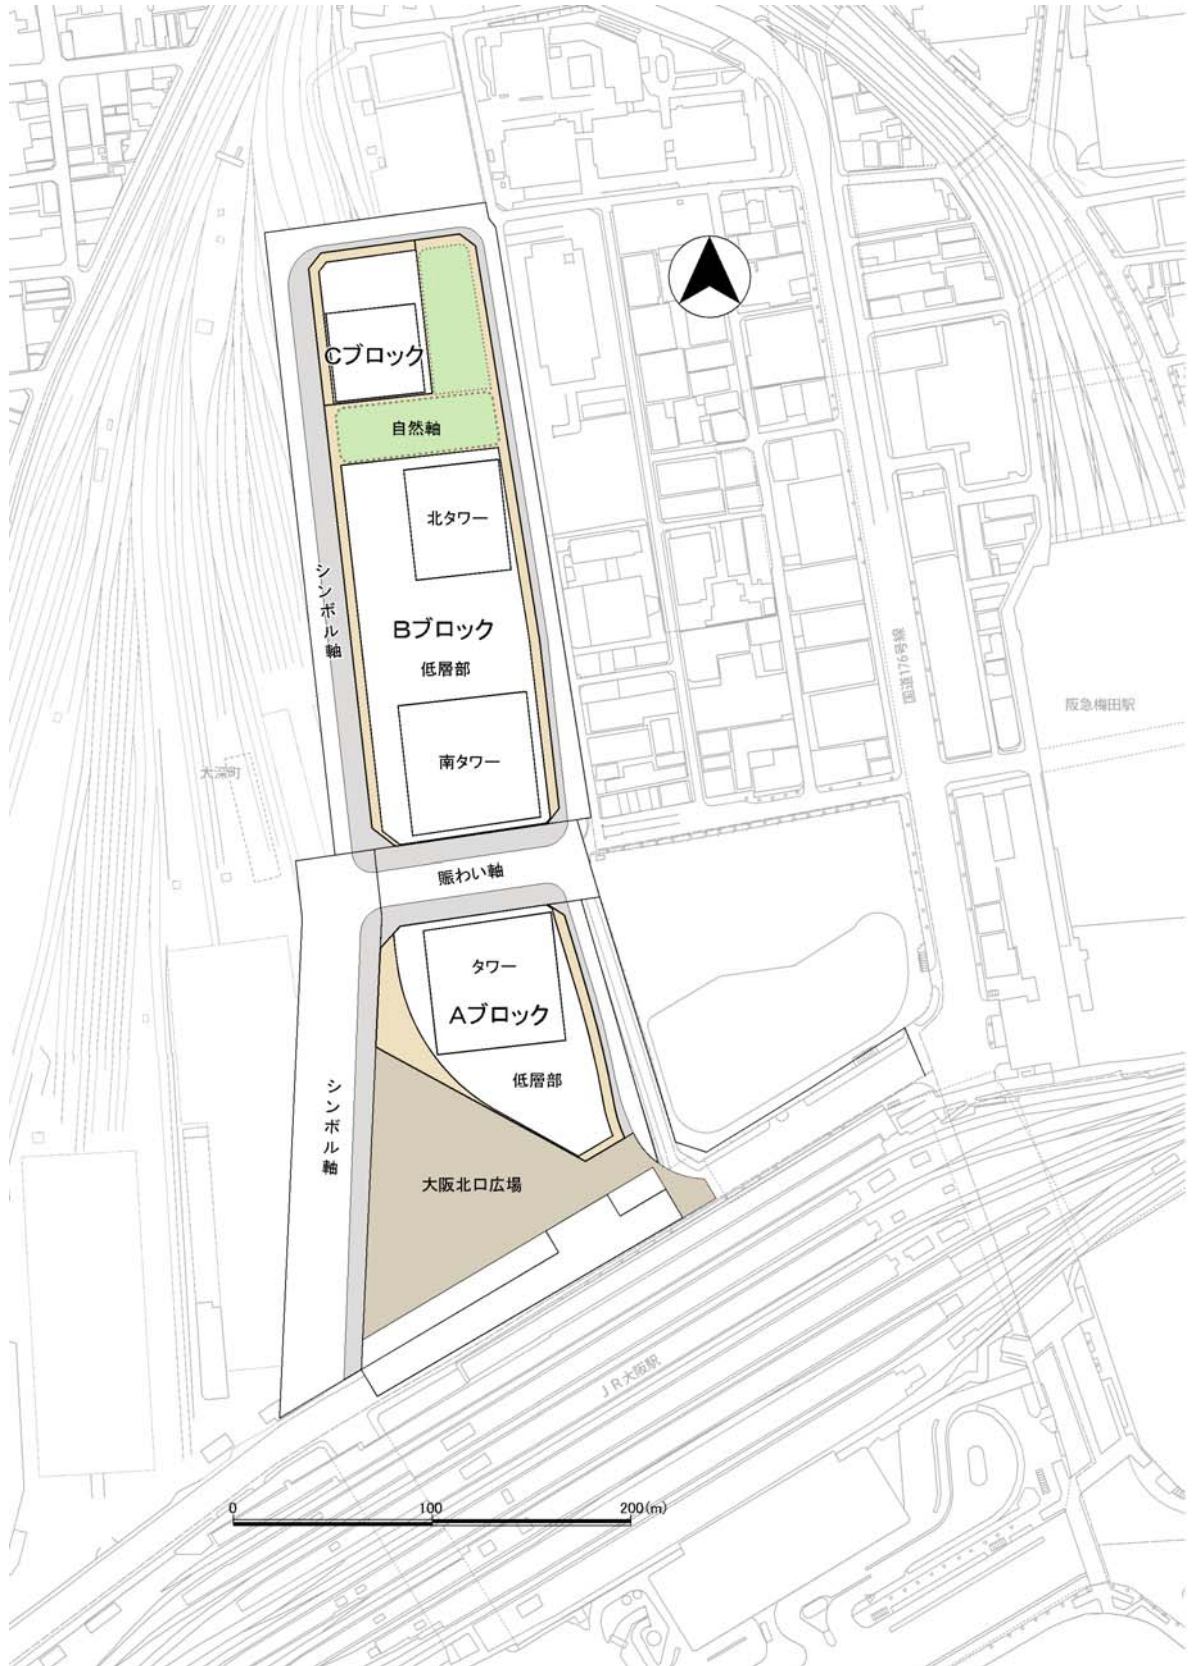 Cブロック
自然軸
北タワー
シンボル軸
Bブロック
低層部
国道176号線
阪急梅田駅
南タワー
大深町
賑わい軸
タワー
Aブロック
低層部
シンボル軸
大阪北口広場
JR大阪駅
0 100 200(m)